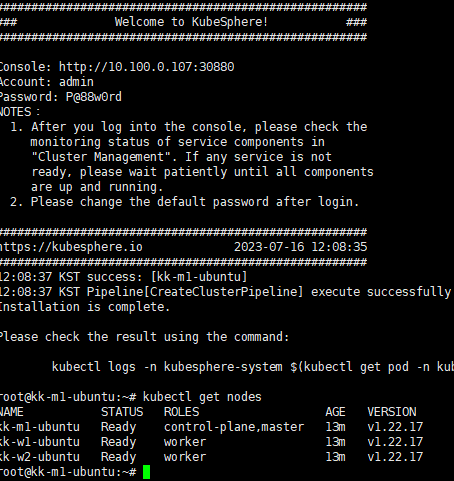 #####################################################
###              Welcome to KubeSphere!           ###
#####################################################
Console: http://10.100.0.107:30880
Account: admin
Password: P@88w0rd
NOTES:
1. After you log into the console, please check the
monitoring status of service components in
"Cluster Management". If any service is not
ready, please wait patiently until all components
are up and running.
2. Please change the default password after login.
#####################################################
https://kubesphere.io             2023-07-16 12:08:35
#####################################################
12:08:37 KST success: [kk-m1-ubuntu]
12:08:37 KST Pipeline[CreateClusterPipeline] execute successfully
Installation is complete.
Please check the result using the command:
kubectl logs -n kubesphere-system $(kubectl get pod -n kub
root@kk-m1-ubuntu:~# kubectl get nodes
NAME           STATUS   ROLES                  AGE   VERSION
kk-m1-ubuntu   Ready    control-plane,master   13m   v1.22.17
kk-w1-ubuntu   Ready    worker                 13m   v1.22.17
kk-w2-ubuntu   Ready    worker                 13m   v1.22.17
root@kk-m1-ubuntu:~#